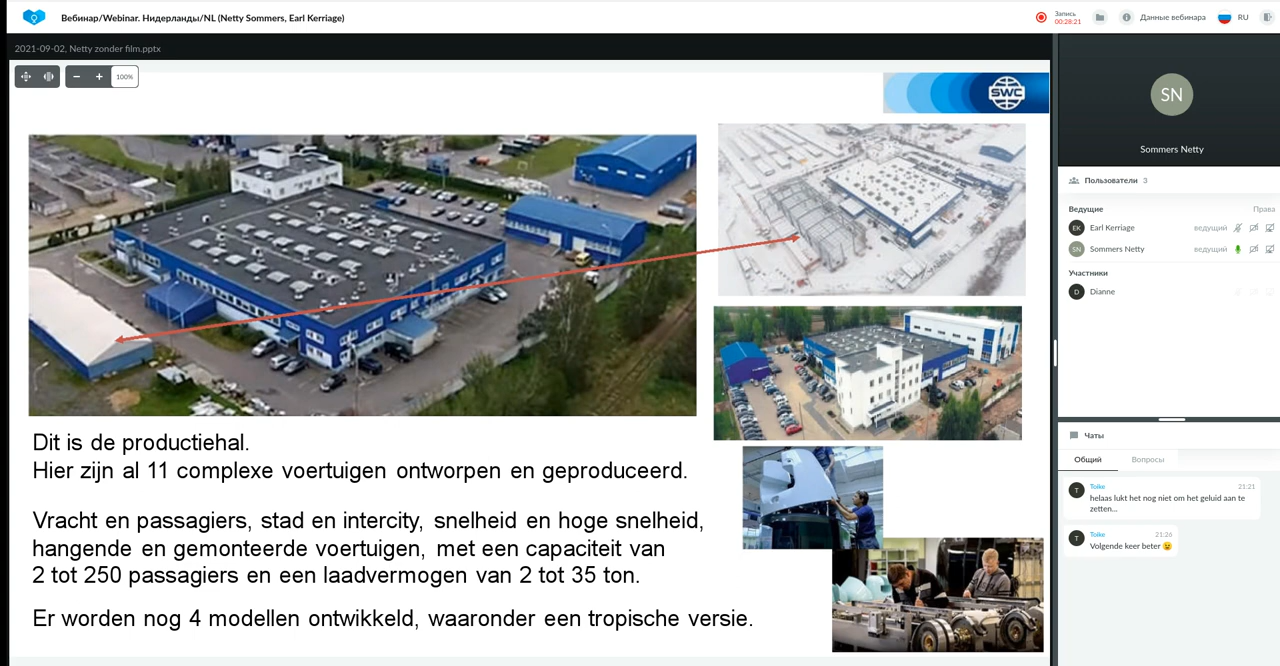 Вебинар/Webinar. Нидерланды/NL (Netty Sommers, Earl Kerriage)
Запись
00:28:21
Данные вебинара
RU
2021-09-02, Netty zonder film.pptx
100%
SWC
Dit is de productiehal.
Hier zijn al 11 complexe voertuigen ontworpen en geproduceerd.
Vracht en passagiers, stad en intercity, snelheid en hoge snelheid,
hangende en gemonteerde voertuigen, met een capaciteit van
2 tot 250 passagiers en een laadvermogen van 2 tot 35 ton.
Er worden nog 4 modellen ontwikkeld, waaronder een tropische versie.
SN
Sommers Netty
Пользователи 3
Ведущие Права
EK Earl Kerriage ведущий
SN Sommers Netty ведущий
Участники
D Dianne
Чаты
Общий Вопросы
T Toike 21:21
helaas lukt het nog niet om het geluid aan te
zetten...
T Toike 21:26
Volgende keer beter 😉